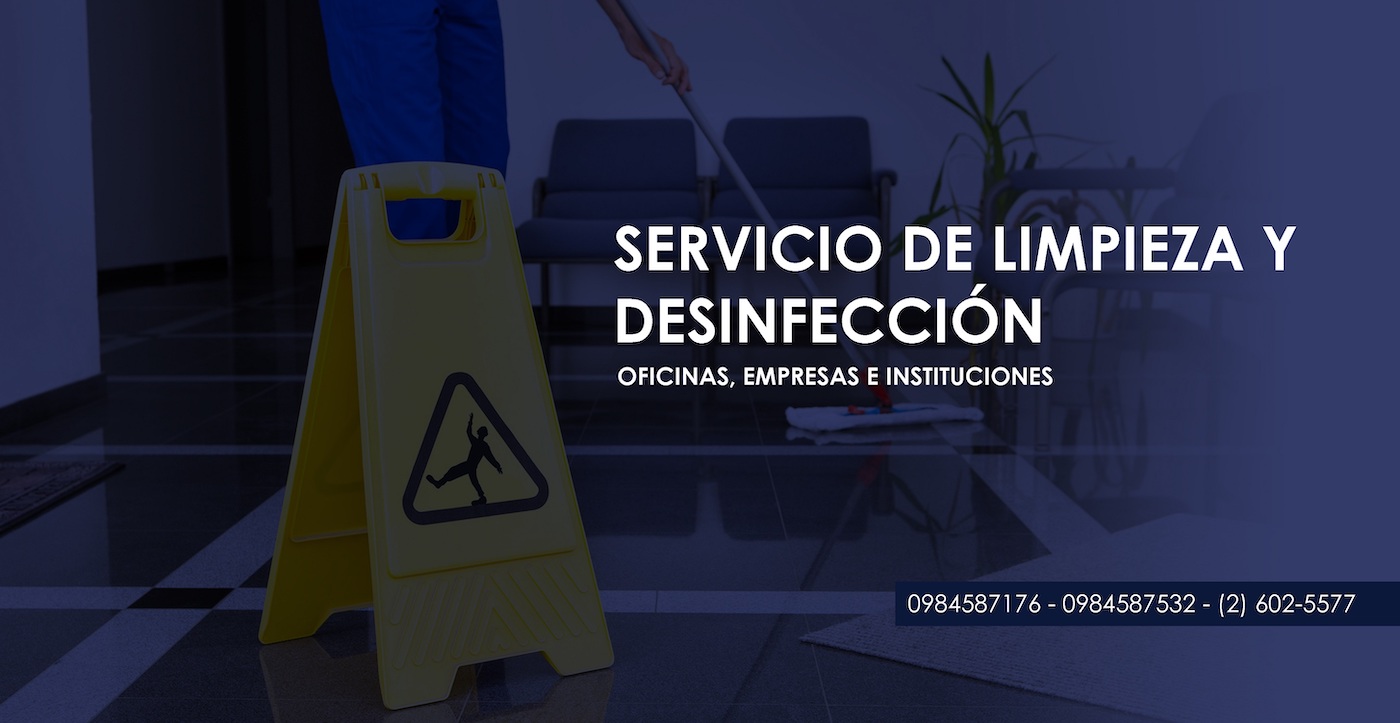 SERVICIO DE LIMPIEZA Y
DESINFECCIÓN
OFICINAS, EMPRESAS E INSTITUCIONES
0984587176 - 0984587532 - (2) 602-5577